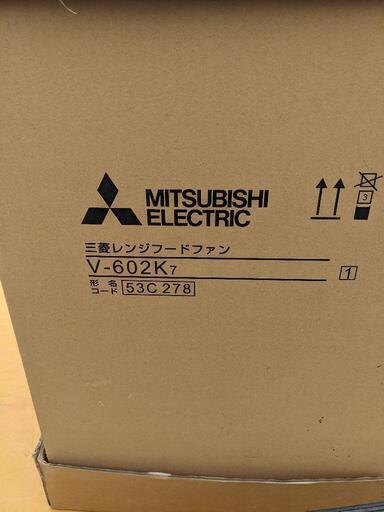 MITSUBISHI
ELECTRIC
三菱レンジフードファン
V-602K7
1
形名
コード 53C 278
3